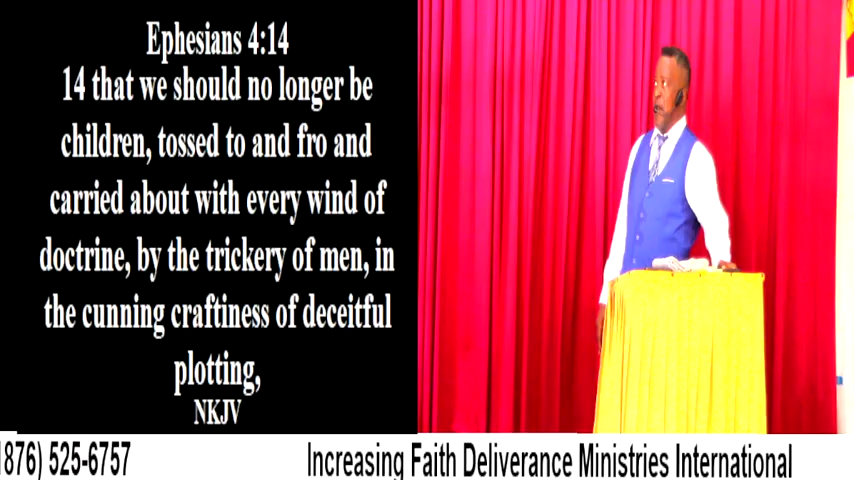 Ephesians 4:14
14 that we should no longer be
children, tossed to and fro and
carried about with every wind of
doctrine, by the trickery of men, in
the cunning craftiness of deceitful
plotting,
NKJV
876) 525-6757 Increasing Faith Deliverance Ministries International